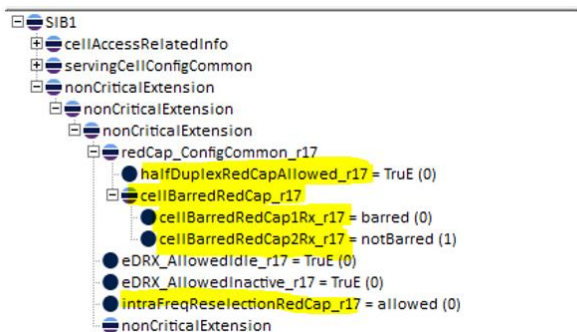 SIB1
cellAccessRelatedInfo
servingCellConfigCommon
nonCriticalExtension
nonCriticalExtension
nonCriticalExtension
redCap_ConfigCommon_r17
halfDuplexRedCapAllowed_r17 = TruE (0)
cellBarredRedCap_r17
cellBarredRedCap1Rx_r17 = barred (0)
cellBarredRedCap2Rx_r17 = notBarred (1)
eDRX_AllowedIdle_r17 = TruE (0)
eDRX_AllowedInactive_r17 = TruE (0)
intraFreqReselectionRedCap_r17 = allowed (0)
nonCriticalExtension